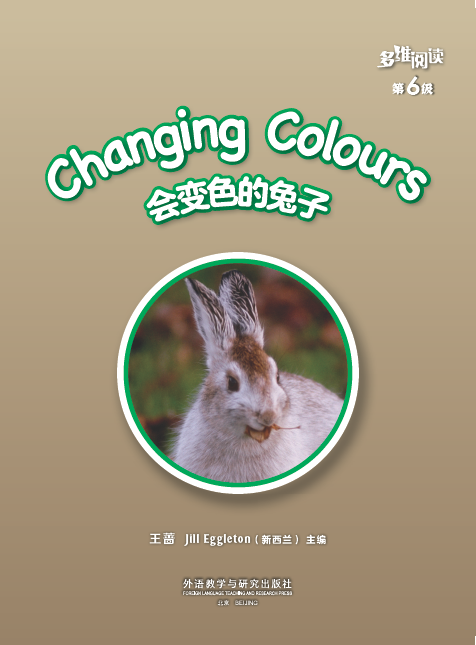 多维阅读
第6级
Changing Colours
会变色的兔子
王蔷 Jill Eggleton（新西兰） 主编
外语教学与研究出版社
FOREIGN LANGUAGE TEACHING AND RESEARCH PRESS
北京 BEIJING